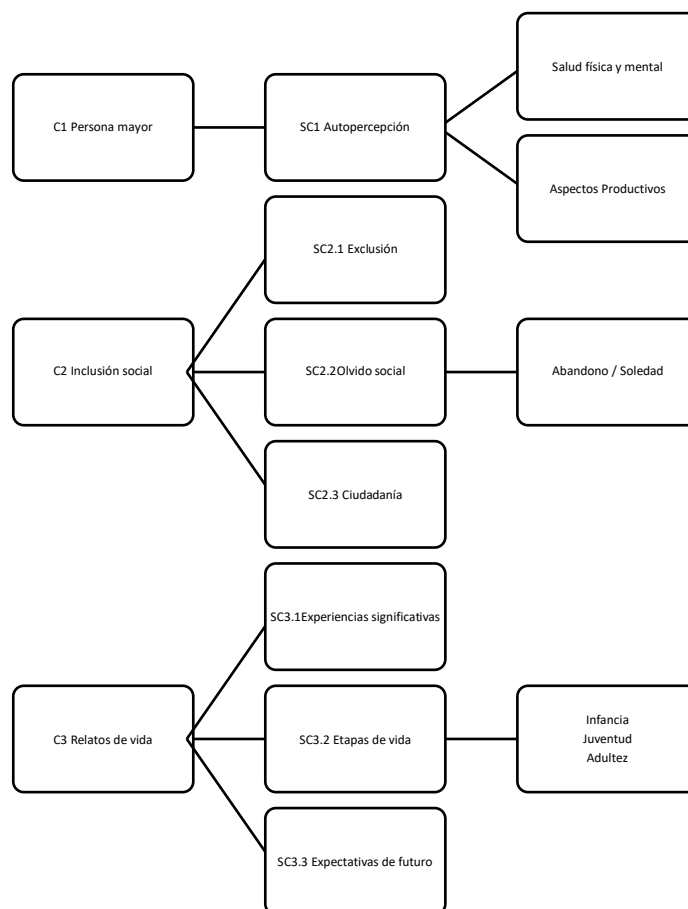 Salud física y mental
C1 Persona mayor
SC1 Autopercepción
Aspectos Productivos
SC2.1 Exclusión
C2 Inclusión social
SC2.2Olvido social
Abandono / Soledad
SC2.3 Ciudadanía
SC3.1Experiencias significativas
C3 Relatos de vida
SC3.2 Etapas de vida
Infancia
Juventud
Adultez
SC3.3 Expectativas de futuro